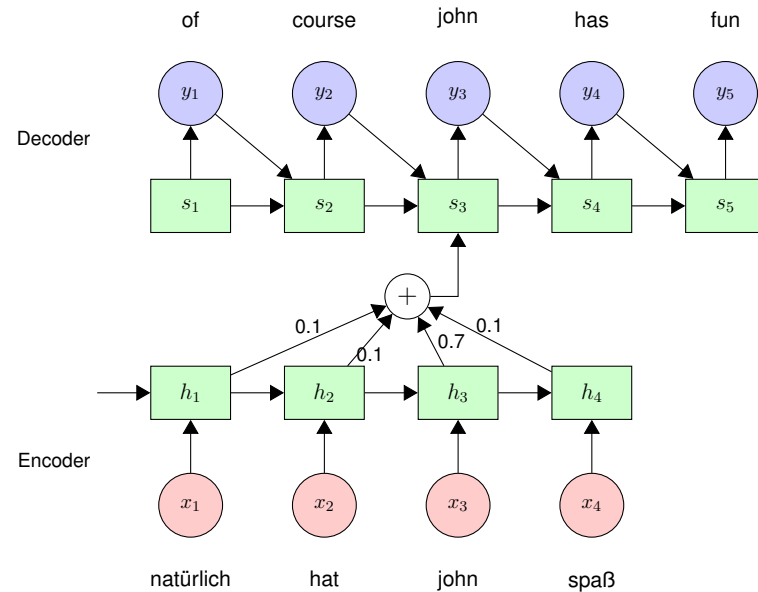 of course john has fun
y₁ y₂ y₃ y₄ y₅
Decoder
s₁ s₂ s₃ s₄ s₅
+
0.1 0.1 0.7 0.1
h₁ h₂ h₃ h₄
Encoder
x₁ x₂ x₃ x₄
natürlich hat john spaß